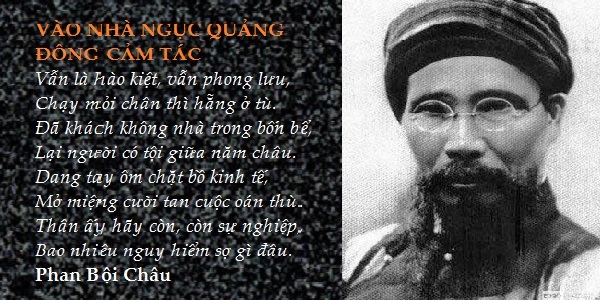 VÀO NHÀ NGỤC QUẢNG
ĐÔNG CẢM TÁC
Vẫn là hào kiệt, vẫn phong lưu,
Chạy mỏi chân thì hẵng ở tù.
Đã khách không nhà trong bốn bể,
Lại người có tội giữa năm châu.
Dang tay ôm chặt bồ kinh tế,
Mở miệng cười tan cuộc oán thù.
Thân ấy hãy còn, còn sự nghiệp,
Bao nhiêu nguy hiểm sợ gì đâu.
Phan Bội Châu